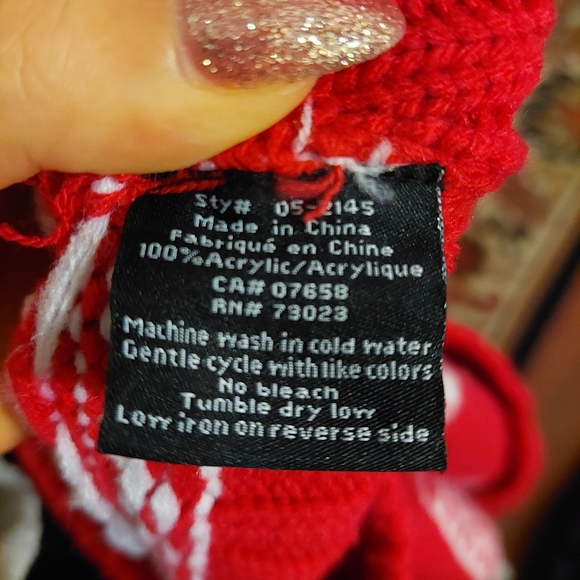 Sty# 05-2145
Made in China
Fabriqué en Chine
100%Acrylic/Acrylique
CA# 07658
RN# 73023
Machine wash in cold water
Gentle cycle with like colors
No bleach
Tumble dry low
Low iron on reverse side